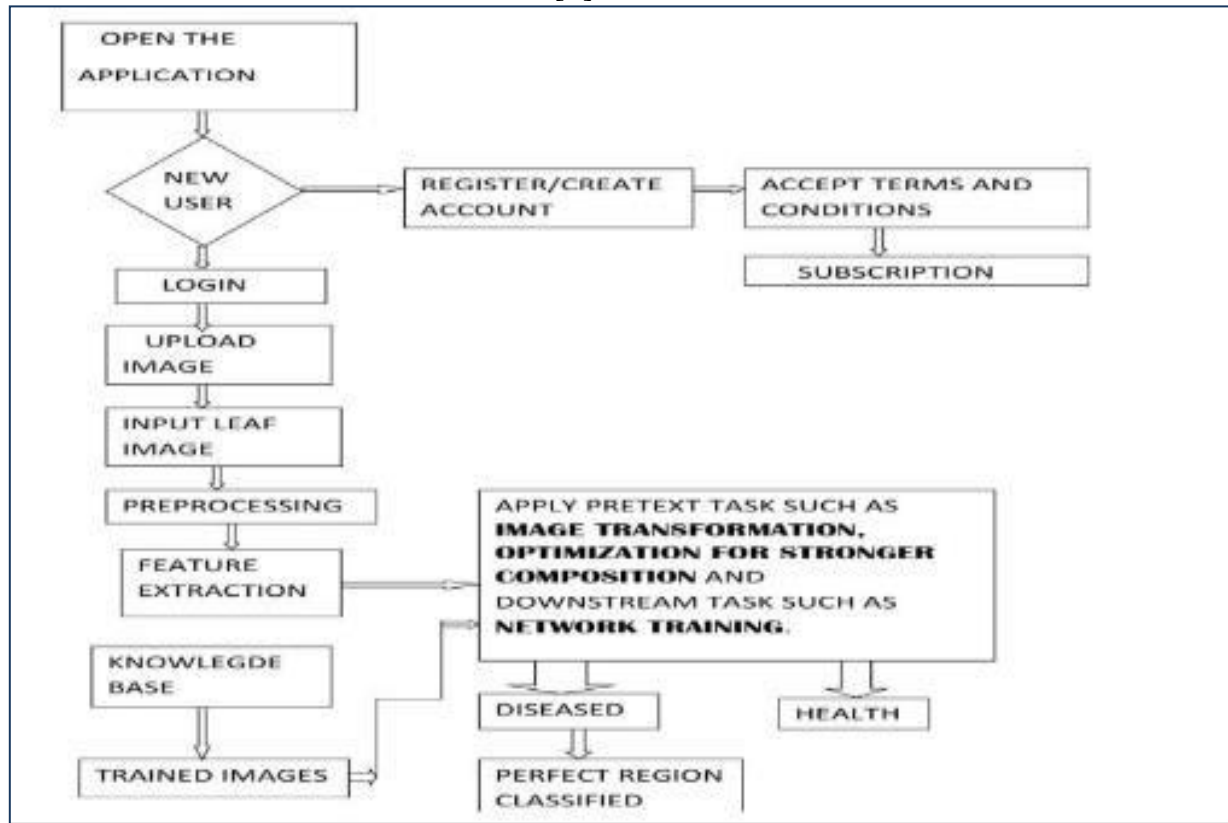 OPEN THE
APPLICATION
NEW
USER
REGISTER/CREATE
ACCOUNT
ACCEPT TERMS AND
CONDITIONS
SUBSCRIPTION
LOGIN
UPLOAD
IMAGE
INPUT LEAF
IMAGE
PREPROCESSING
FEATURE
EXTRACTION
APPLY PRETEXT TASK SUCH AS
IMAGE TRANSFORMATION,
OPTIMIZATION FOR STRONGER
COMPOSITION AND
DOWNSTREAM TASK SUCH AS
NETWORK TRAINING.
KNOWLEGDE
BASE
TRAINED IMAGES
DISEASED
HEALTH
PERFECT REGION
CLASSIFIED